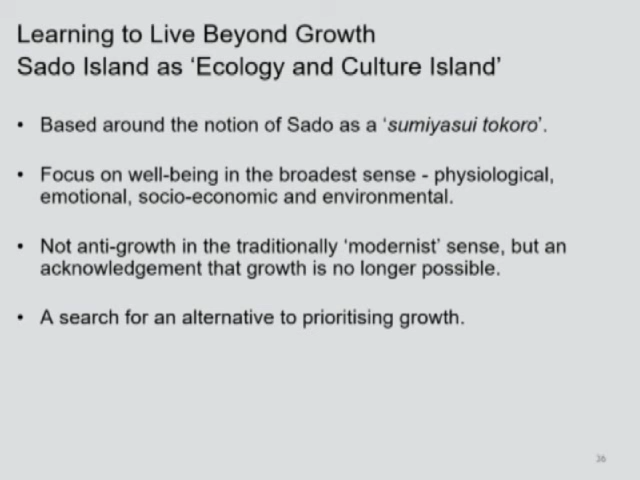 Learning to Live Beyond Growth
Sado Island as ‘Ecology and Culture Island’
• Based around the notion of Sado as a ‘sumiyasui tokoro’.
• Focus on well-being in the broadest sense - physiological,
emotional, socio-economic and environmental.
• Not anti-growth in the traditionally ‘modernist’ sense, but an
acknowledgement that growth is no longer possible.
• A search for an alternative to prioritising growth.
36